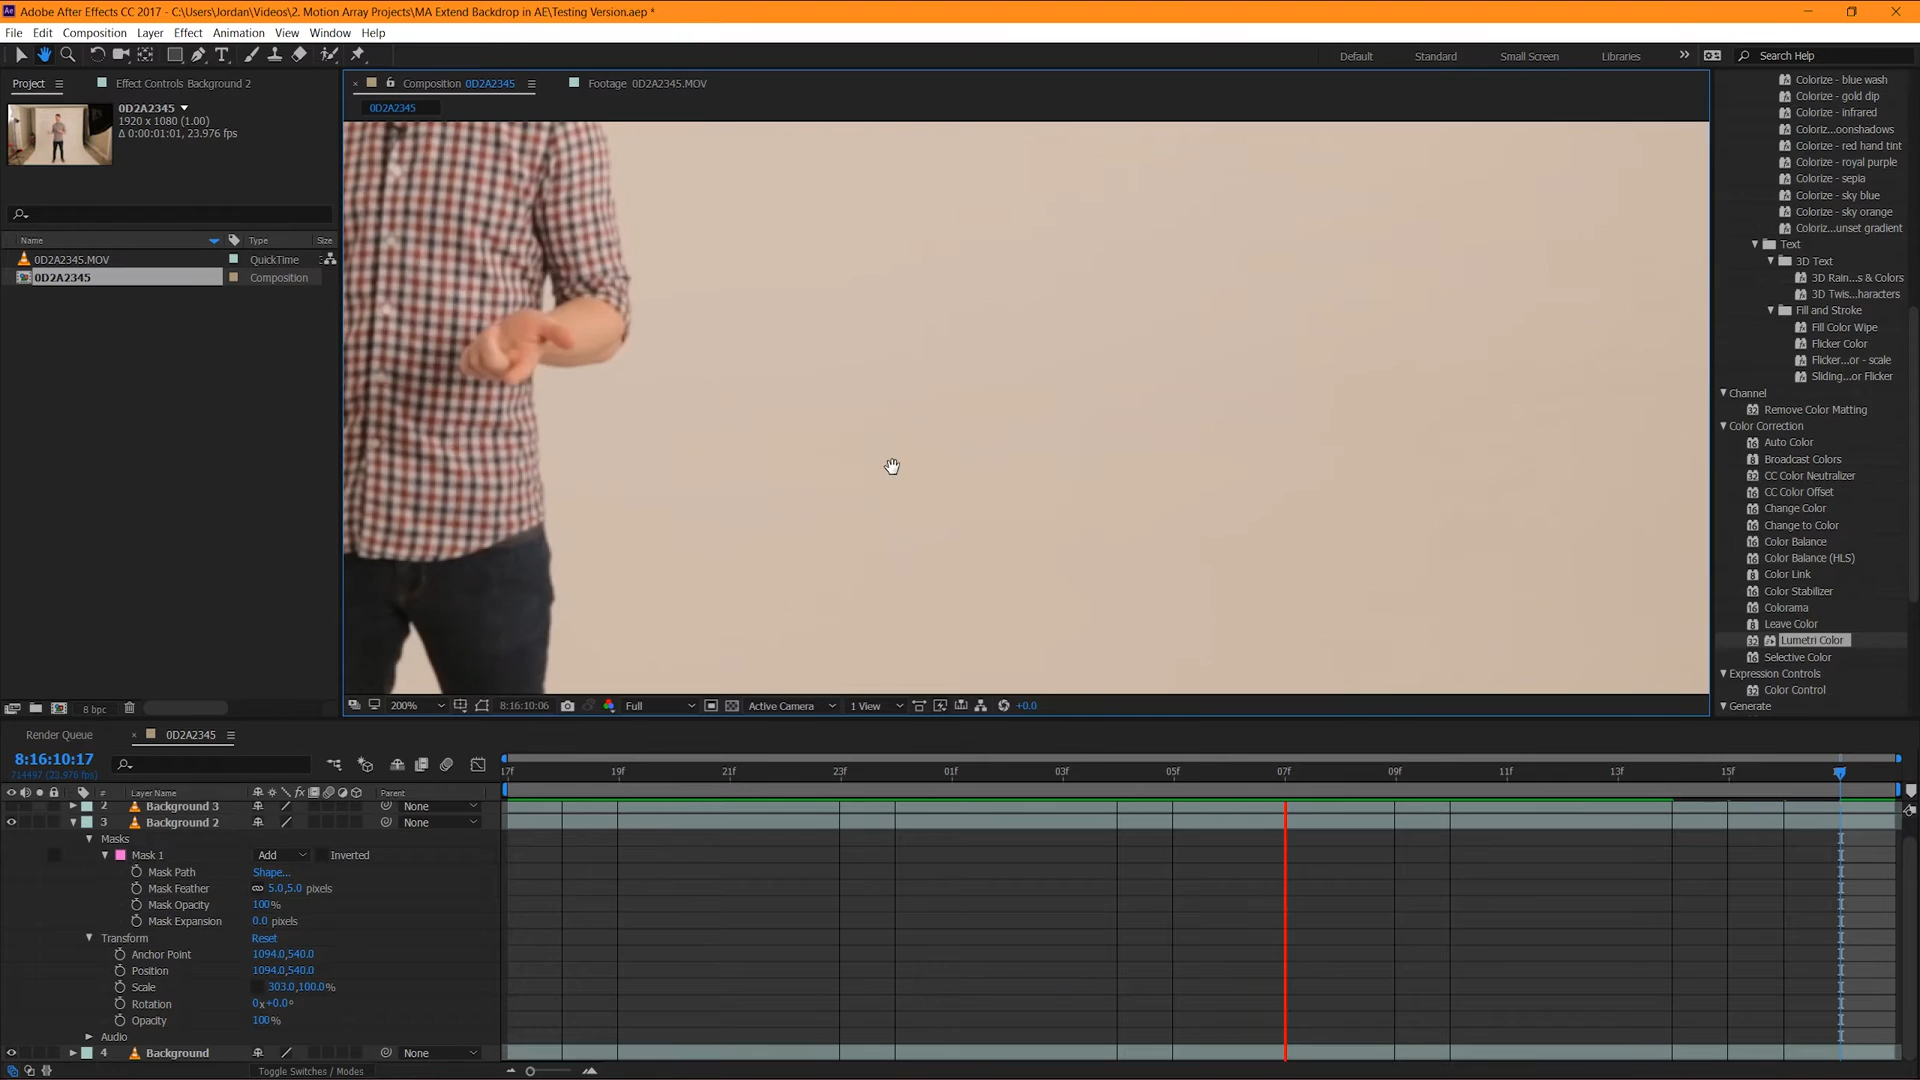 Adobe After Effects CC 2017 - C:\Users\Jordan\Videos\2. Motion Array Projects\MA Extend Backdrop in AE\Testing Version.aep *
File Edit Composition Layer Effect Animation View Window Help
Default Standard Small Screen Libraries Search Help
Project Effect Controls Background 2
Composition 0D2A2345 Footage 0D2A2345.MOV
0D2A2345
0D2A2345
1920 x 1080 (1.00)
Δ 0:00:01:01, 23.976 fps
Name Type Size
0D2A2345.MOV QuickTime
0D2A2345 Composition
8 bpc
Colorize - blue wash
Colorize - gold dip
Colorize - infrared
Coloriz...oonshadows
Colorize - red hand tint
Colorize - royal purple
Colorize - sepia
Colorize - sky blue
Colorize - sky orange
Coloriz...unset gradient
Text
3D Text
3D Rain...s & Colors
3D Twis...haracters
Fill and Stroke
Fill Color Wipe
Flicker Color
Flicker...or - scale
Sliding...or Flicker
Channel
Remove Color Matting
Color Correction
Auto Color
Broadcast Colors
CC Color Neutralizer
CC Color Offset
Change Color
Change to Color
Color Balance
Color Balance (HLS)
Color Link
Color Stabilizer
Colorama
Leave Color
Lumetri Color
Selective Color
Expression Controls
Color Control
Generate
200% 8:16:10:06 Full Active Camera 1 View +0.0
Render Queue 0D2A2345
8:16:10:17
714497 (23.976 fps)
17f 19f 21f 23f 01f 03f 05f 07f 09f 11f 13f 15f
# Layer Name fx Parent
2 Background 3 None
3 Background 2 None
Masks
Mask 1 Add Inverted
Mask Path Shape...
Mask Feather 5.0,5.0 pixels
Mask Opacity 100%
Mask Expansion 0.0 pixels
Transform Reset
Anchor Point 1094.0,540.0
Position 1094.0,540.0
Scale 303.0,100.0%
Rotation 0x+0.0°
Opacity 100%
Audio
4 Background None
Toggle Switches / Modes